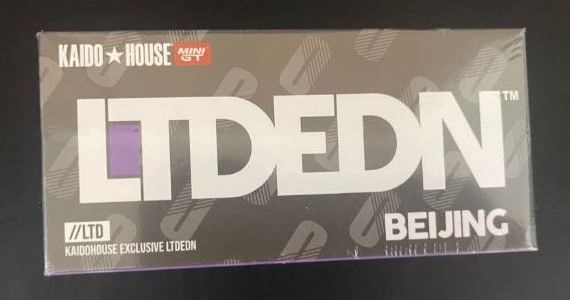 KAIDO★HOUSE MINI GT
LTDEDN™
BEIJING
//LTD
KAIDOHOUSE EXCLUSIVE LTDEDN